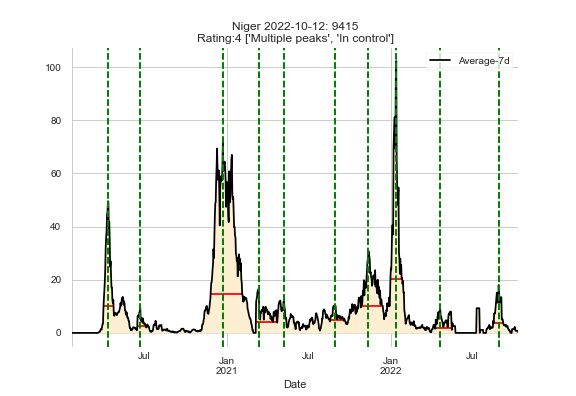 Niger 2022-10-12: 9415
Rating:4 ['Multiple peaks', 'In control']
Average-7d
100
80
60
40
20
0
Jul
Jan
2021
Jul
Jan
2022
Jul
Date